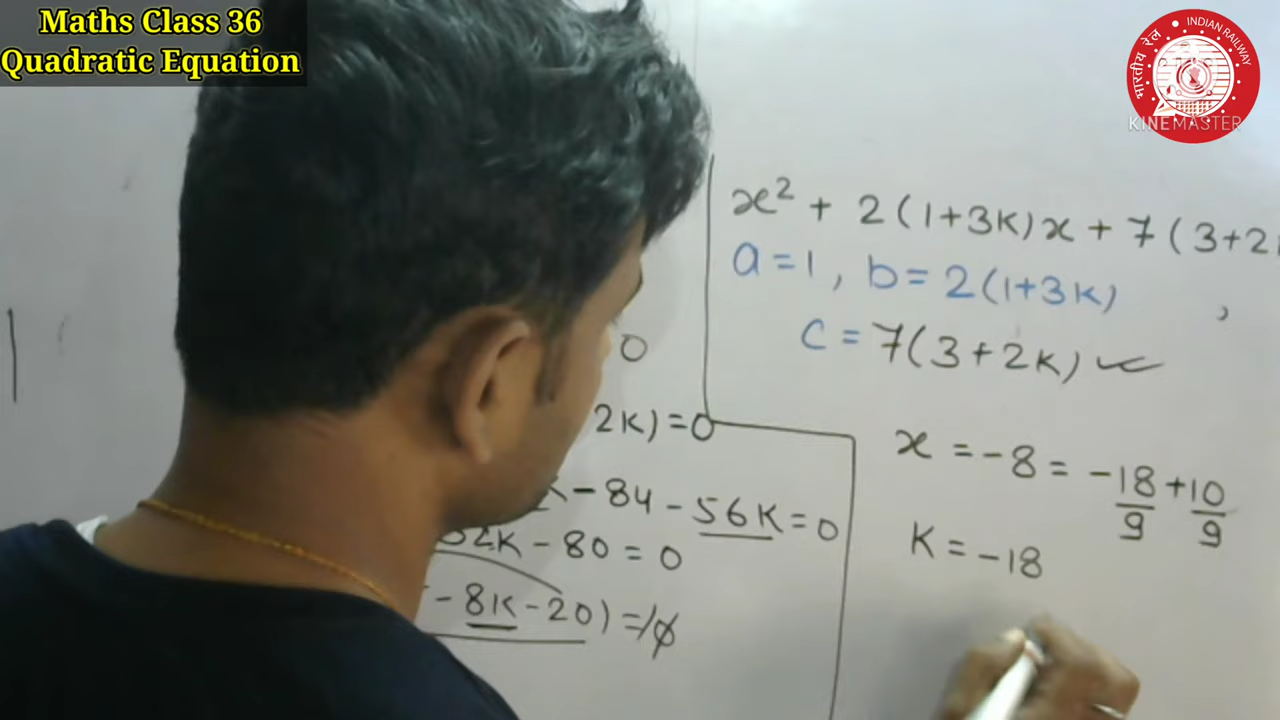 Maths Class 36
Quadratic Equation
भारतीय रेल INDIAN RAILWAY
KINEMASTER
x² + 2(1+3K)x + 7(3+2
a=1, b=2(1+3K) ,
c = 7(3+2K)
0
2K)=0
K-84-56K=0
K-80=0
-8K-20)=10
x = -8 = -18/9 + 10/9
K = -18